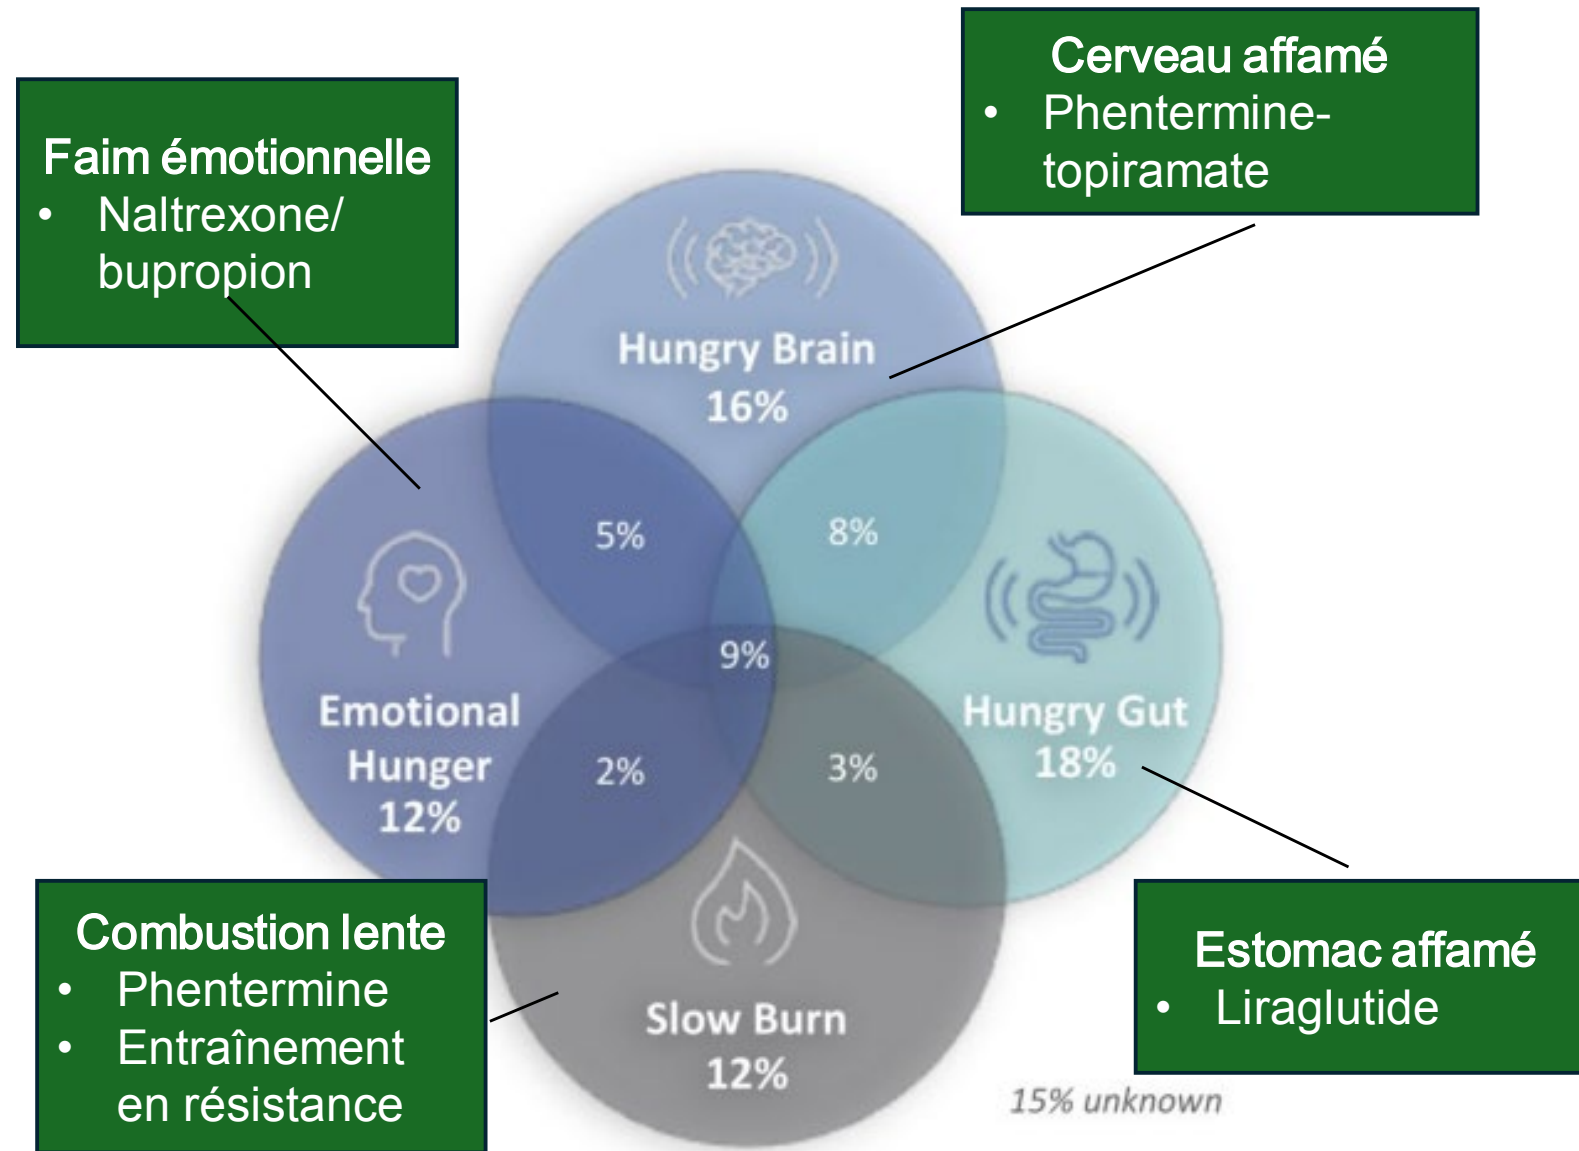 Cerveau affamé
• Phentermine-
topiramate
Faim émotionnelle
• Naltrexone/
bupropion
Hungry Brain
16%
5%
8%
9%
Emotional
Hunger
12%
Hungry Gut
18%
2%
3%
Combustion lente
• Phentermine
• Entraînement
en résistance
Slow Burn
12%
Estomac affamé
• Liraglutide
15% unknown